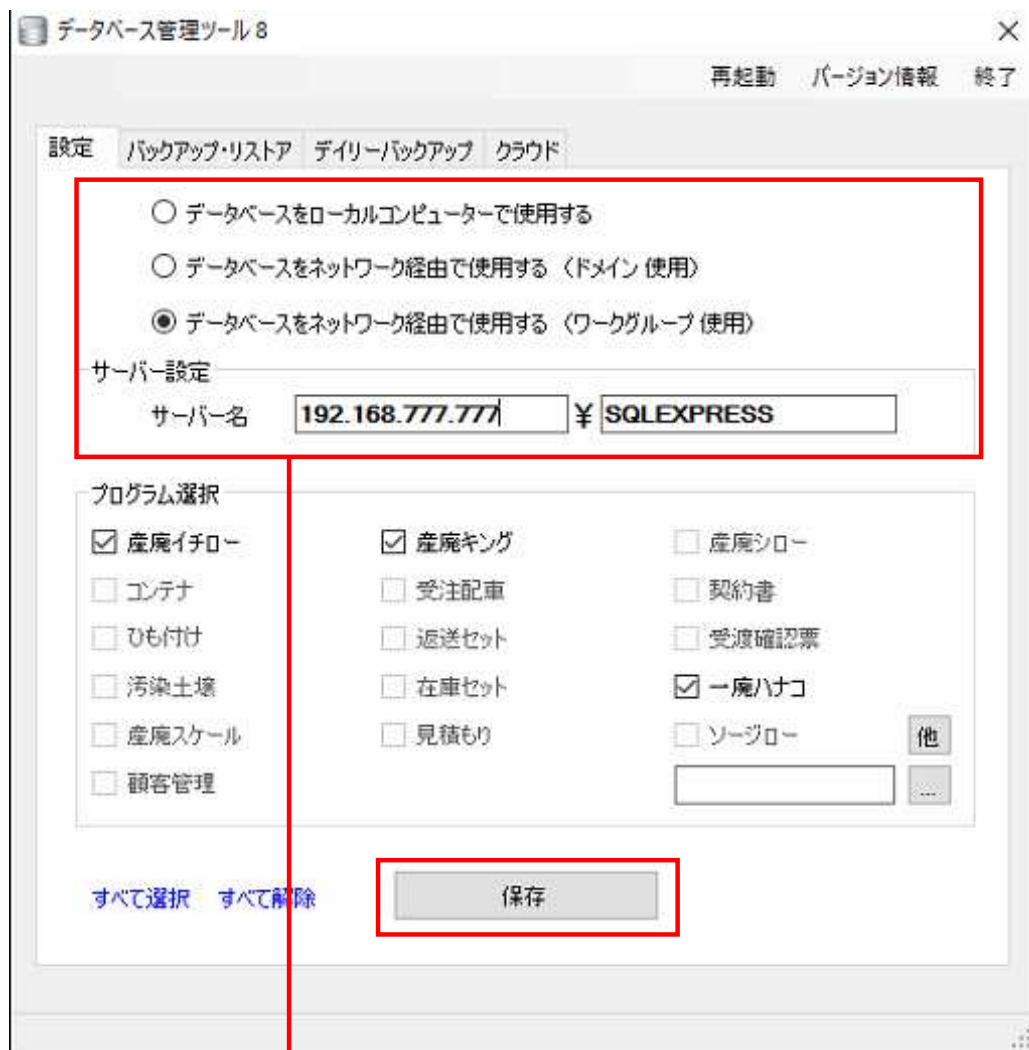 データベース管理ツール 8
再起動 バージョン情報 終了
設定 バックアップ・リストア デイリーバックアップ クラウド
データベースをローカルコンピューターで使用する
データベースをネットワーク経由で使用する （ドメイン 使用）
データベースをネットワーク経由で使用する （ワークグループ 使用）
サーバー設定
サーバー名 192.168.777.777 ¥ SQLEXPRESS
プログラム選択
産廃イチロー 産廃キング 産廃シロー
コンテナ 受注配車 契約書
ひも付け 返送セット 受渡確認票
汚染土壌 在庫セット 一廃ハナコ
産廃スケール 見積もり ソージロー 他
顧客管理 ...
すべて選択 すべて解除 保存